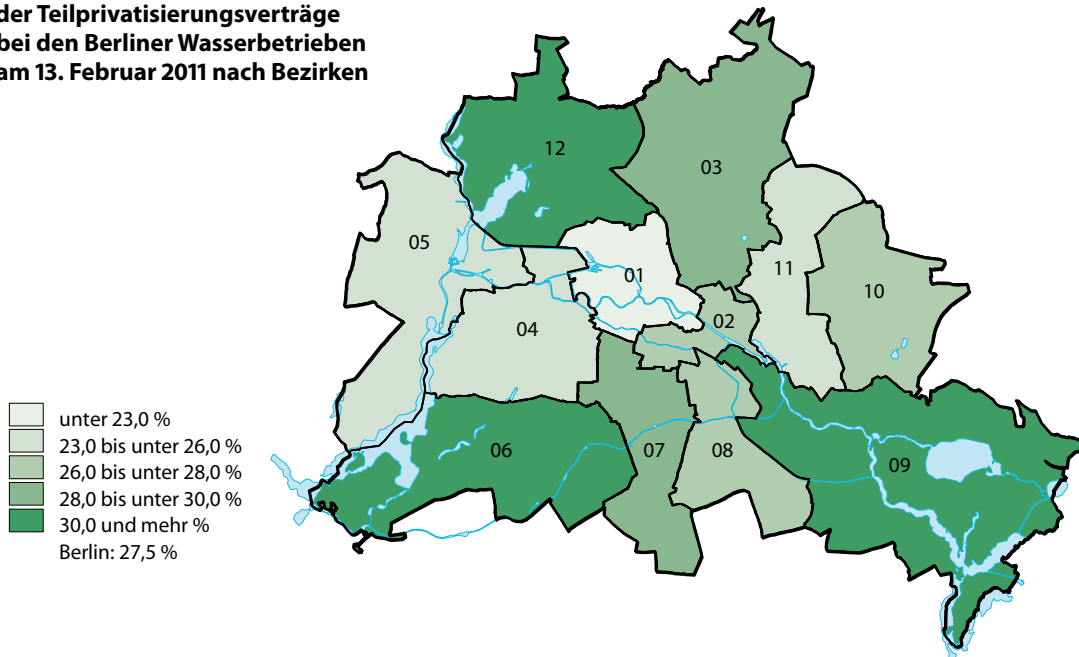 der Teilprivatisierungsverträge
bei den Berliner Wasserbetrieben
am 13. Februar 2011 nach Bezirken
12
03
05
01
11
10
02
04
06
07
08
09
unter 23,0 %
23,0 bis unter 26,0 %
26,0 bis unter 28,0 %
28,0 bis unter 30,0 %
30,0 und mehr %
Berlin: 27,5 %